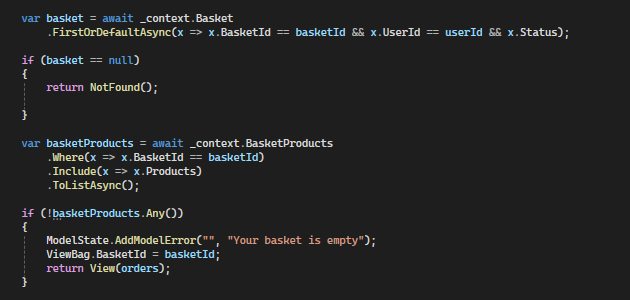 var basket = await _context.Basket
    .FirstOrDefaultAsync(x => x.BasketId == basketId && x.UserId == userId && x.Status);
if (basket == null)
{
    return NotFound();
}
var basketProducts = await _context.BasketProducts
    .Where(x => x.BasketId == basketId)
    .Include(x => x.Products)
    .ToListAsync();
if (!basketProducts.Any())
{
    ModelState.AddModelError("", "Your basket is empty");
    ViewBag.BasketId = basketId;
    return View(orders);
}